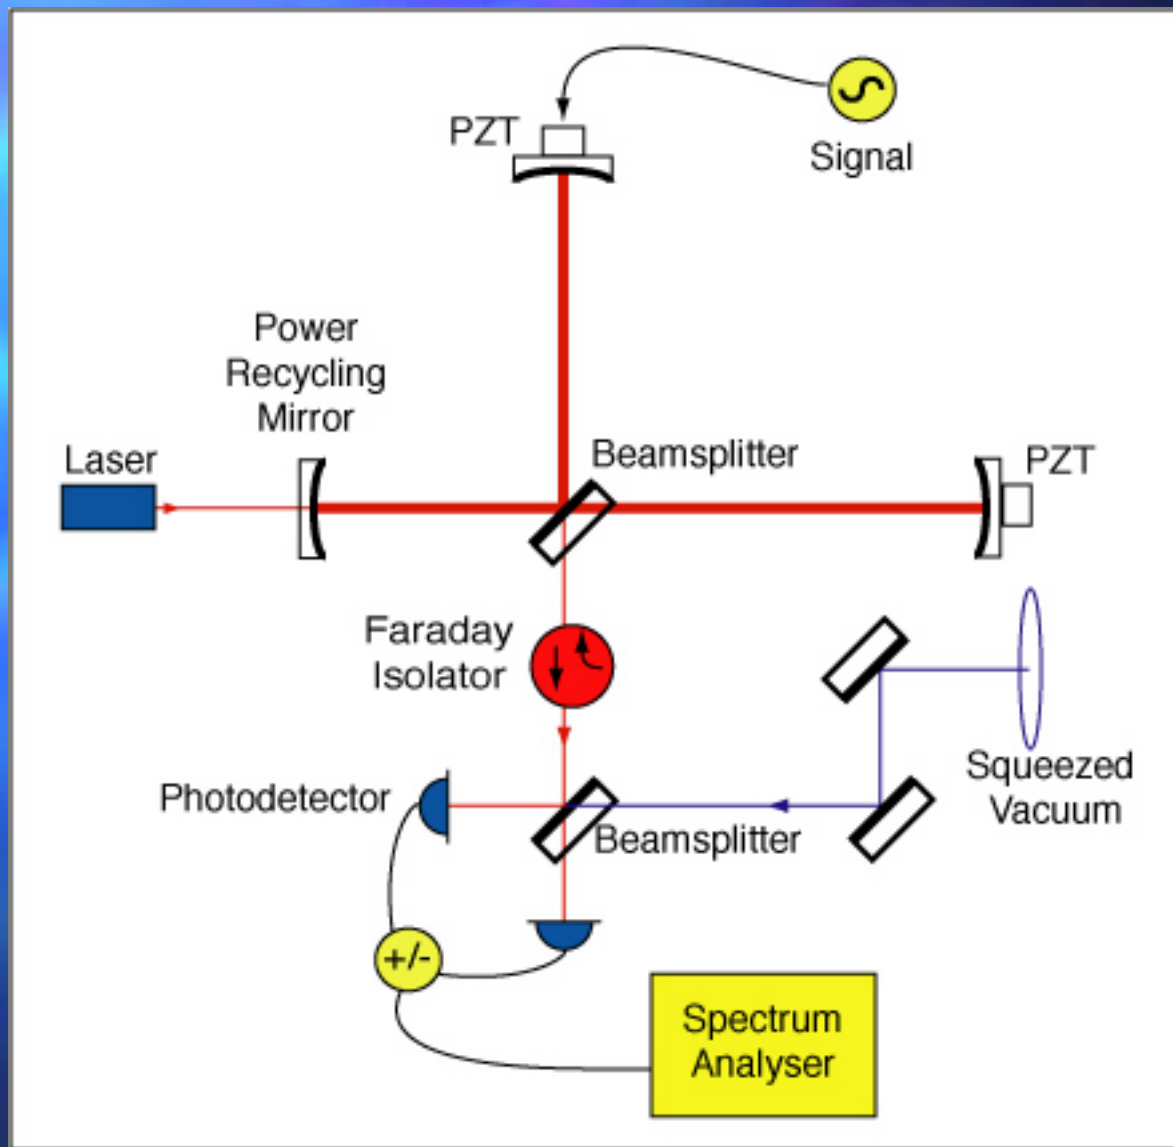 PZT
Signal
Power
Recycling
Mirror
Laser
Beamsplitter
PZT
Faraday
Isolator
Squeezed
Vacuum
Photodetector
Beamsplitter
+/-
Spectrum
Analyser